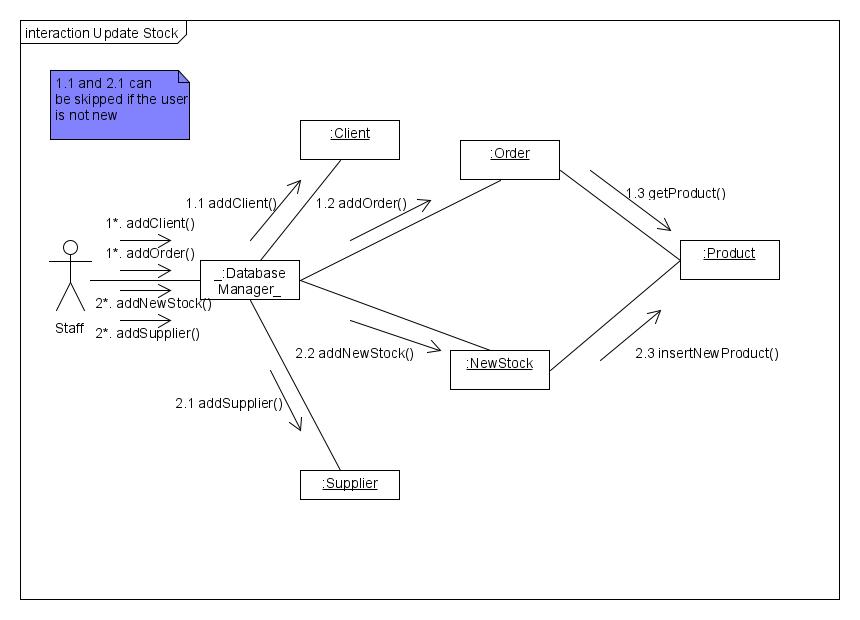 interaction Update Stock
1.1 and 2.1 can
be skipped if the user
is not new
:Client
:Order
1.1 addClient()
1.2 addOrder()
1.3 getProduct()
1*. addClient()
1*. addOrder()
:Product
_:Database
Manager_
2*. addNewStock()
Staff
2*. addSupplier()
2.2 addNewStock()
2.3 insertNewProduct()
:NewStock
2.1 addSupplier()
:Supplier